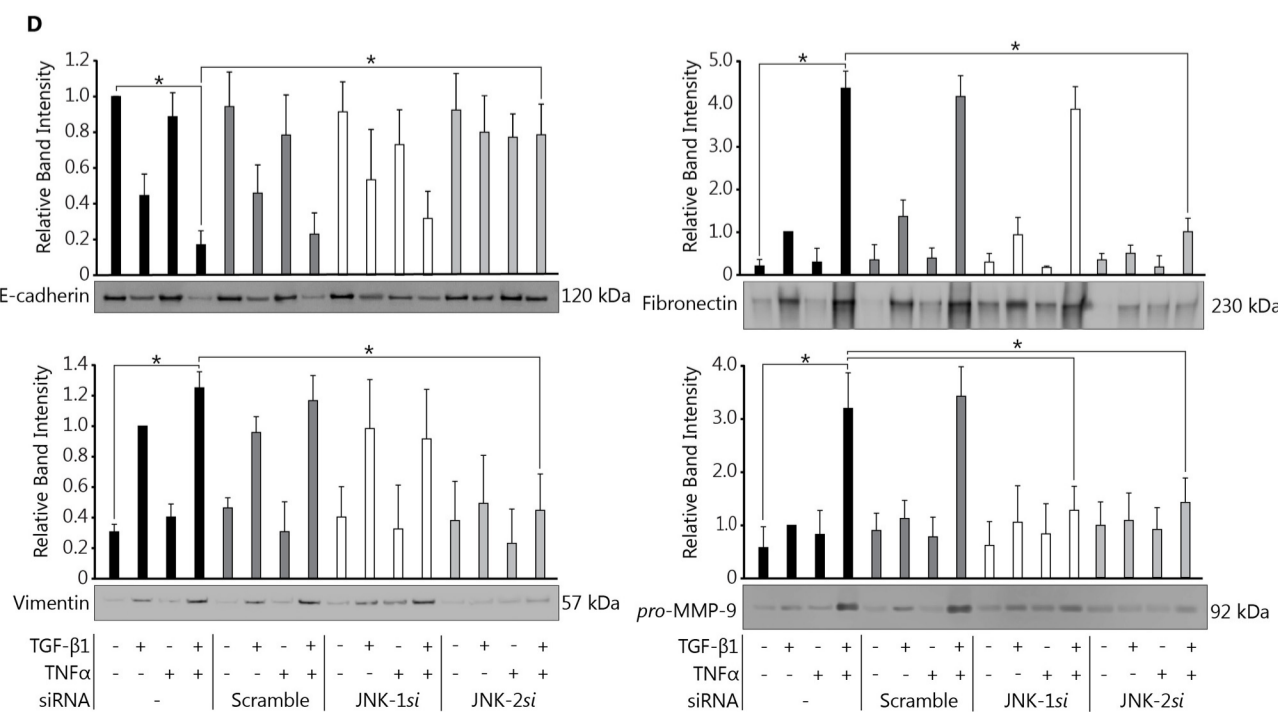 D
*
*
Relative Band Intensity
1.2
1.0
0.8
0.6
0.4
0.2
0
E-cadherin
120 kDa
*
*
Relative Band Intensity
5.0
4.0
3.0
2.0
1.0
0
Fibronectin
230 kDa
*
*
Relative Band Intensity
1.4
1.2
1.0
0.8
0.6
0.4
0.2
0
Vimentin
57 kDa
*
*
Relative Band Intensity
4.0
3.0
2.0
1.0
0
pro-MMP-9
92 kDa
TGF-β1 - + - + - + - + - + - + - + - +
TNFα - - + + - - + + - - + + - - + +
siRNA - Scramble JNK-1si JNK-2si
TGF-β1 - + - + - + - + - + - + - + - +
TNFα - - + + - - + + - - + + - - + +
siRNA - Scramble JNK-1si JNK-2si